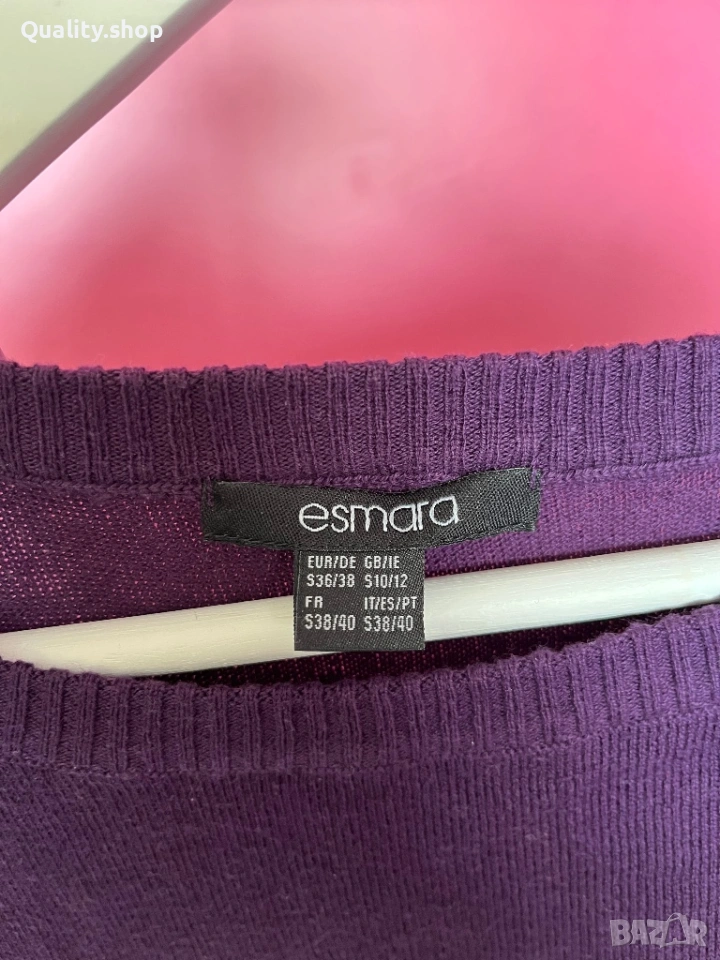 Quality.shop
esmara
EUR/DE GB/IE
S36/38 S10/12
FR IT/ES/PT
S38/40 S38/40
BAZAR